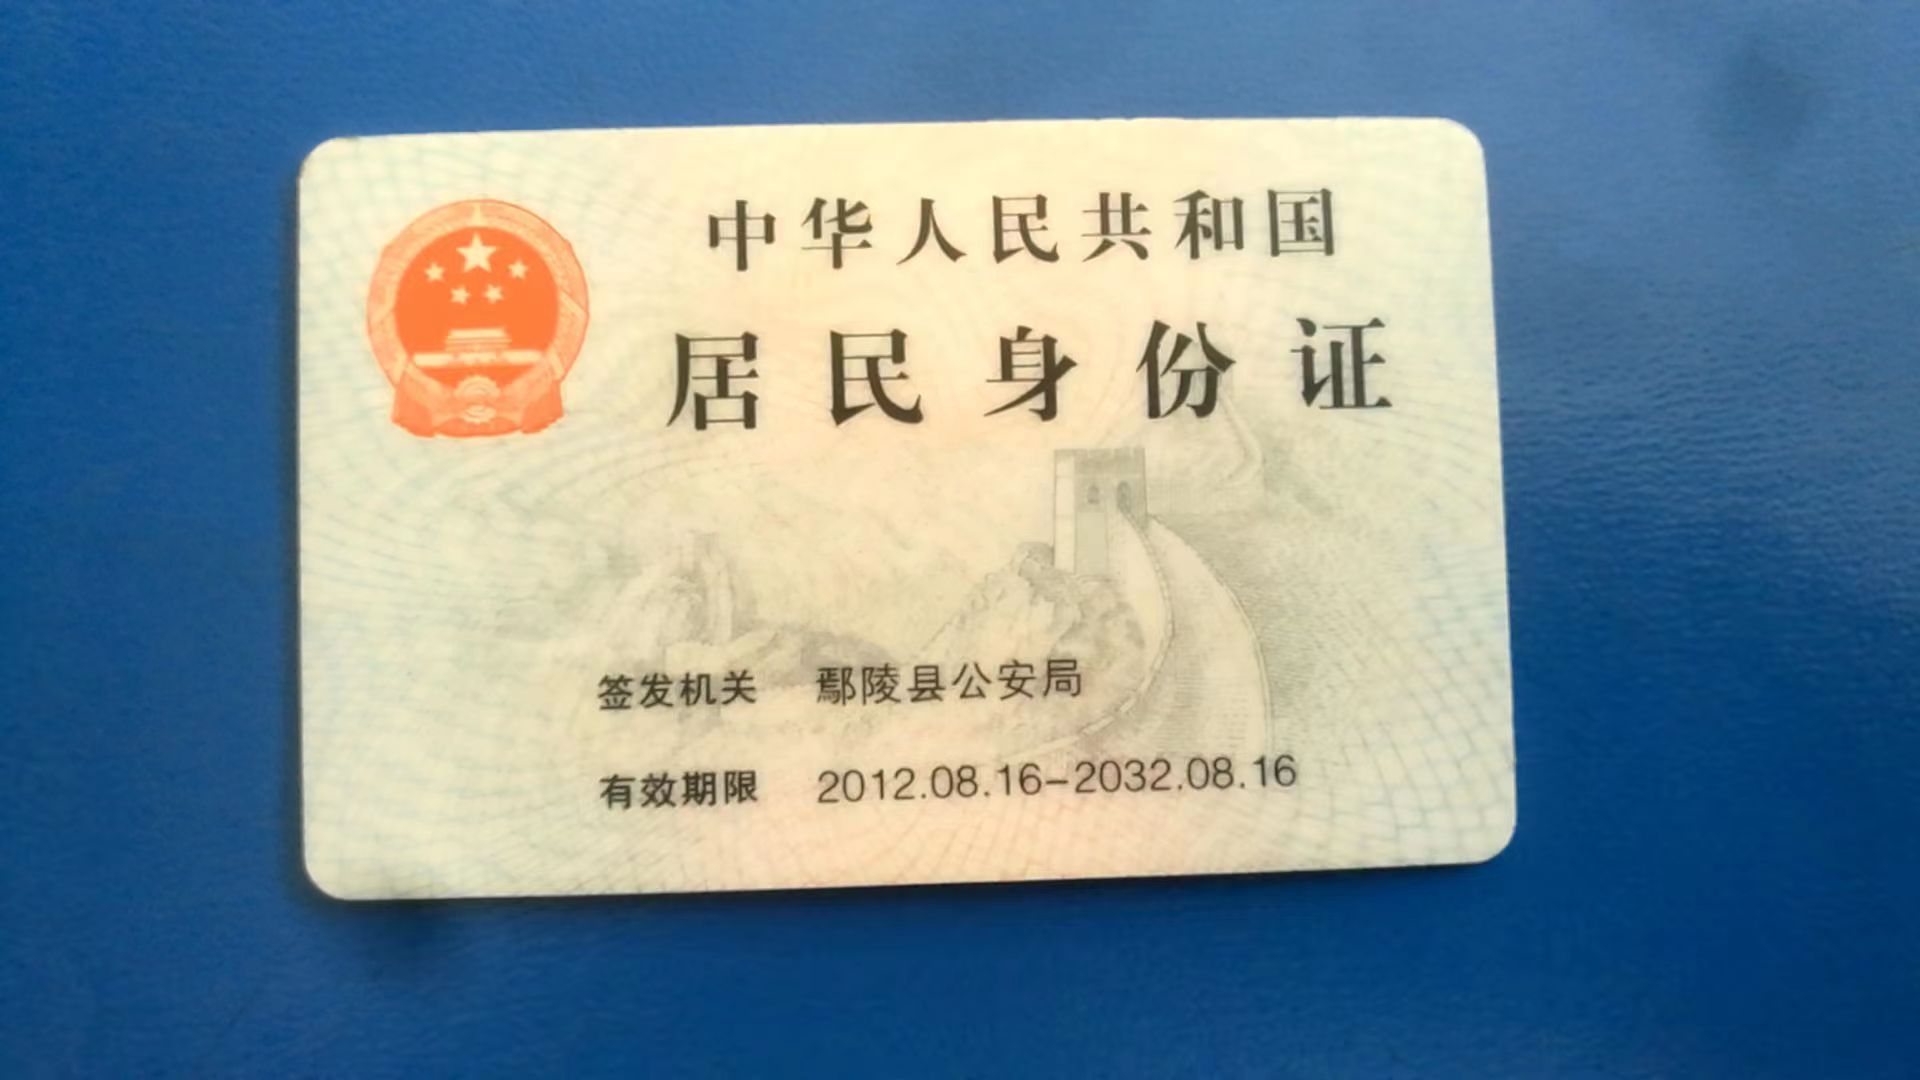 中华人民共和国
居民身份证
签发机关 鄢陵县公安局
有效期限 2012.08.16-2032.08.16